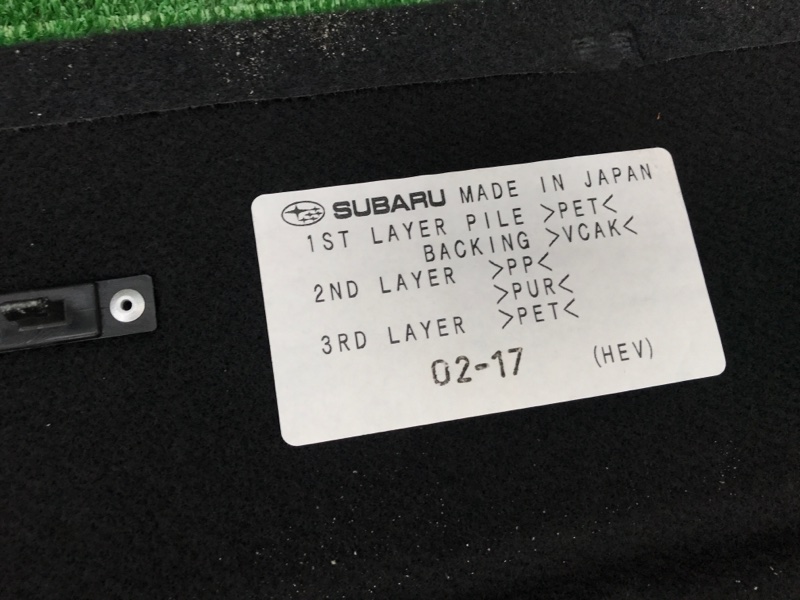 SUBARU MADE IN JAPAN
1ST LAYER PILE >PET<
BACKING >VCAK<
2ND LAYER >PP<
>PUR<
3RD LAYER >PET<
02-17 (HEV)